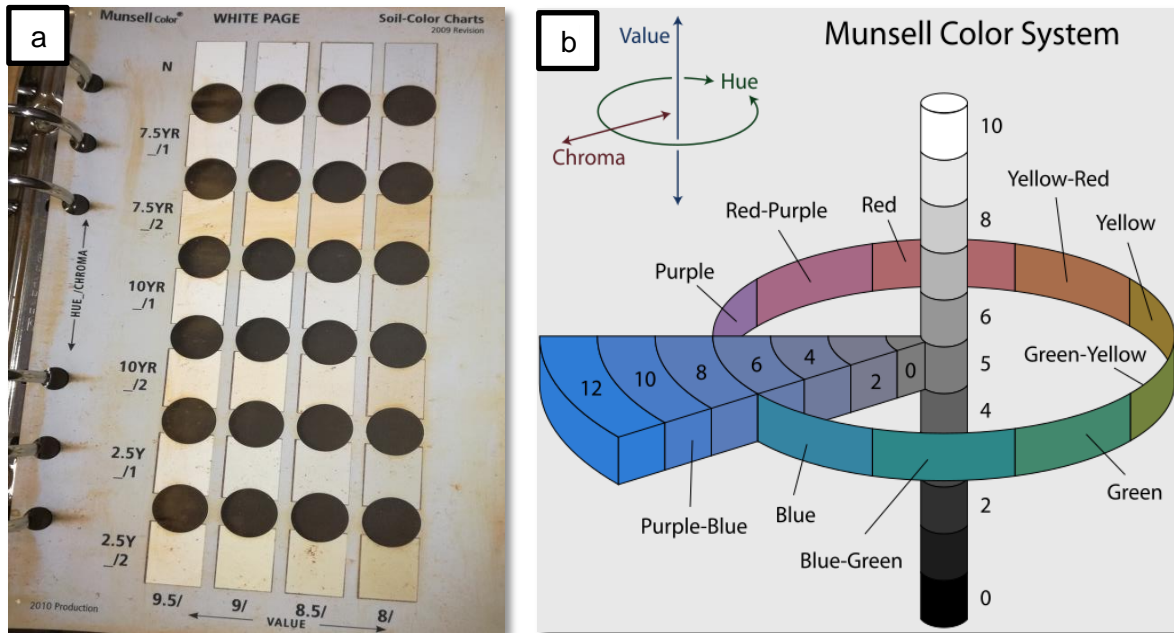 a
Munsell Color® WHITE PAGE Soil-Color Charts
2009 Revision
N
7.5YR
_/1
7.5YR
_/2
HUE_/CHROMA
10YR
_/1
10YR
_/2
2.5Y
_/1
2.5Y
_/2
9.5/ 9/ 8.5/ 8/
VALUE
2010 Production
b
Munsell Color System
Value
Hue
Chroma
10
8
6
5
4
2
0
Red-Purple
Red
Yellow-Red
Yellow
Purple
Green-Yellow
12 10 8 6 4 2 0
Purple-Blue
Blue
Blue-Green
Green